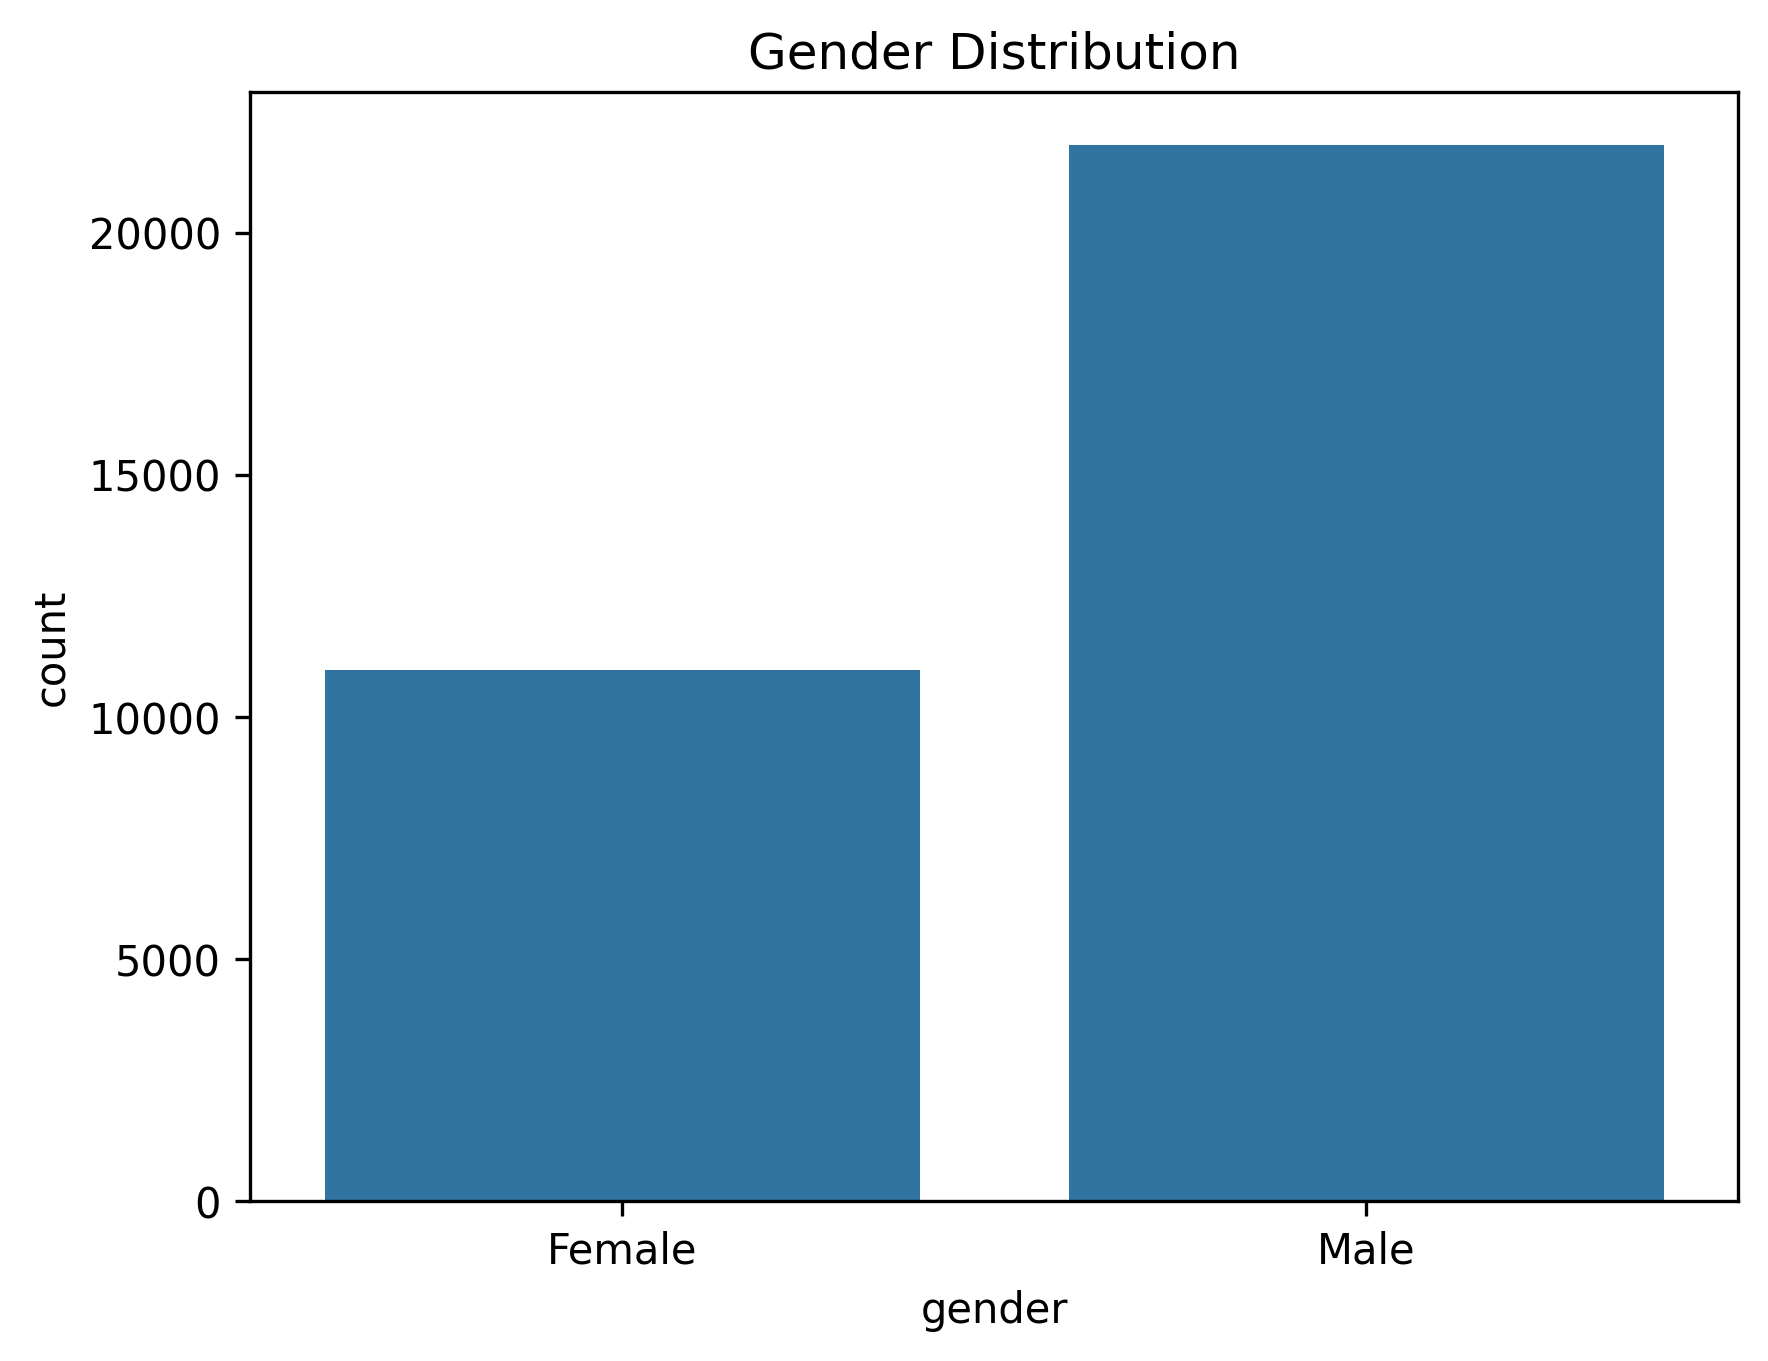 Gender Distribution
20000
15000
10000
5000
0
count
Female
Male
gender